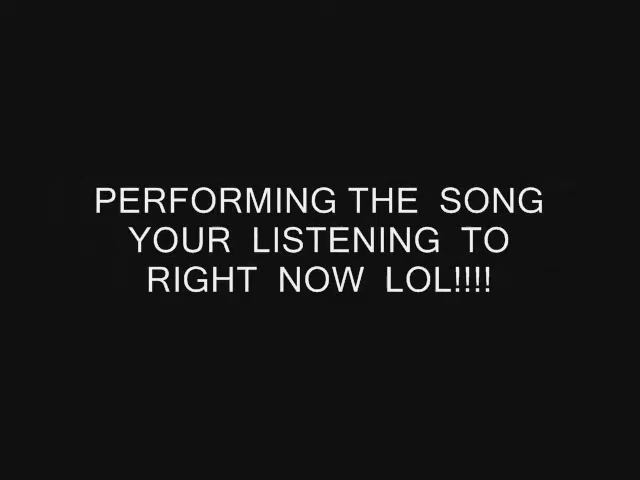 PERFORMING THE SONG
YOUR LISTENING TO
RIGHT NOW LOL!!!!